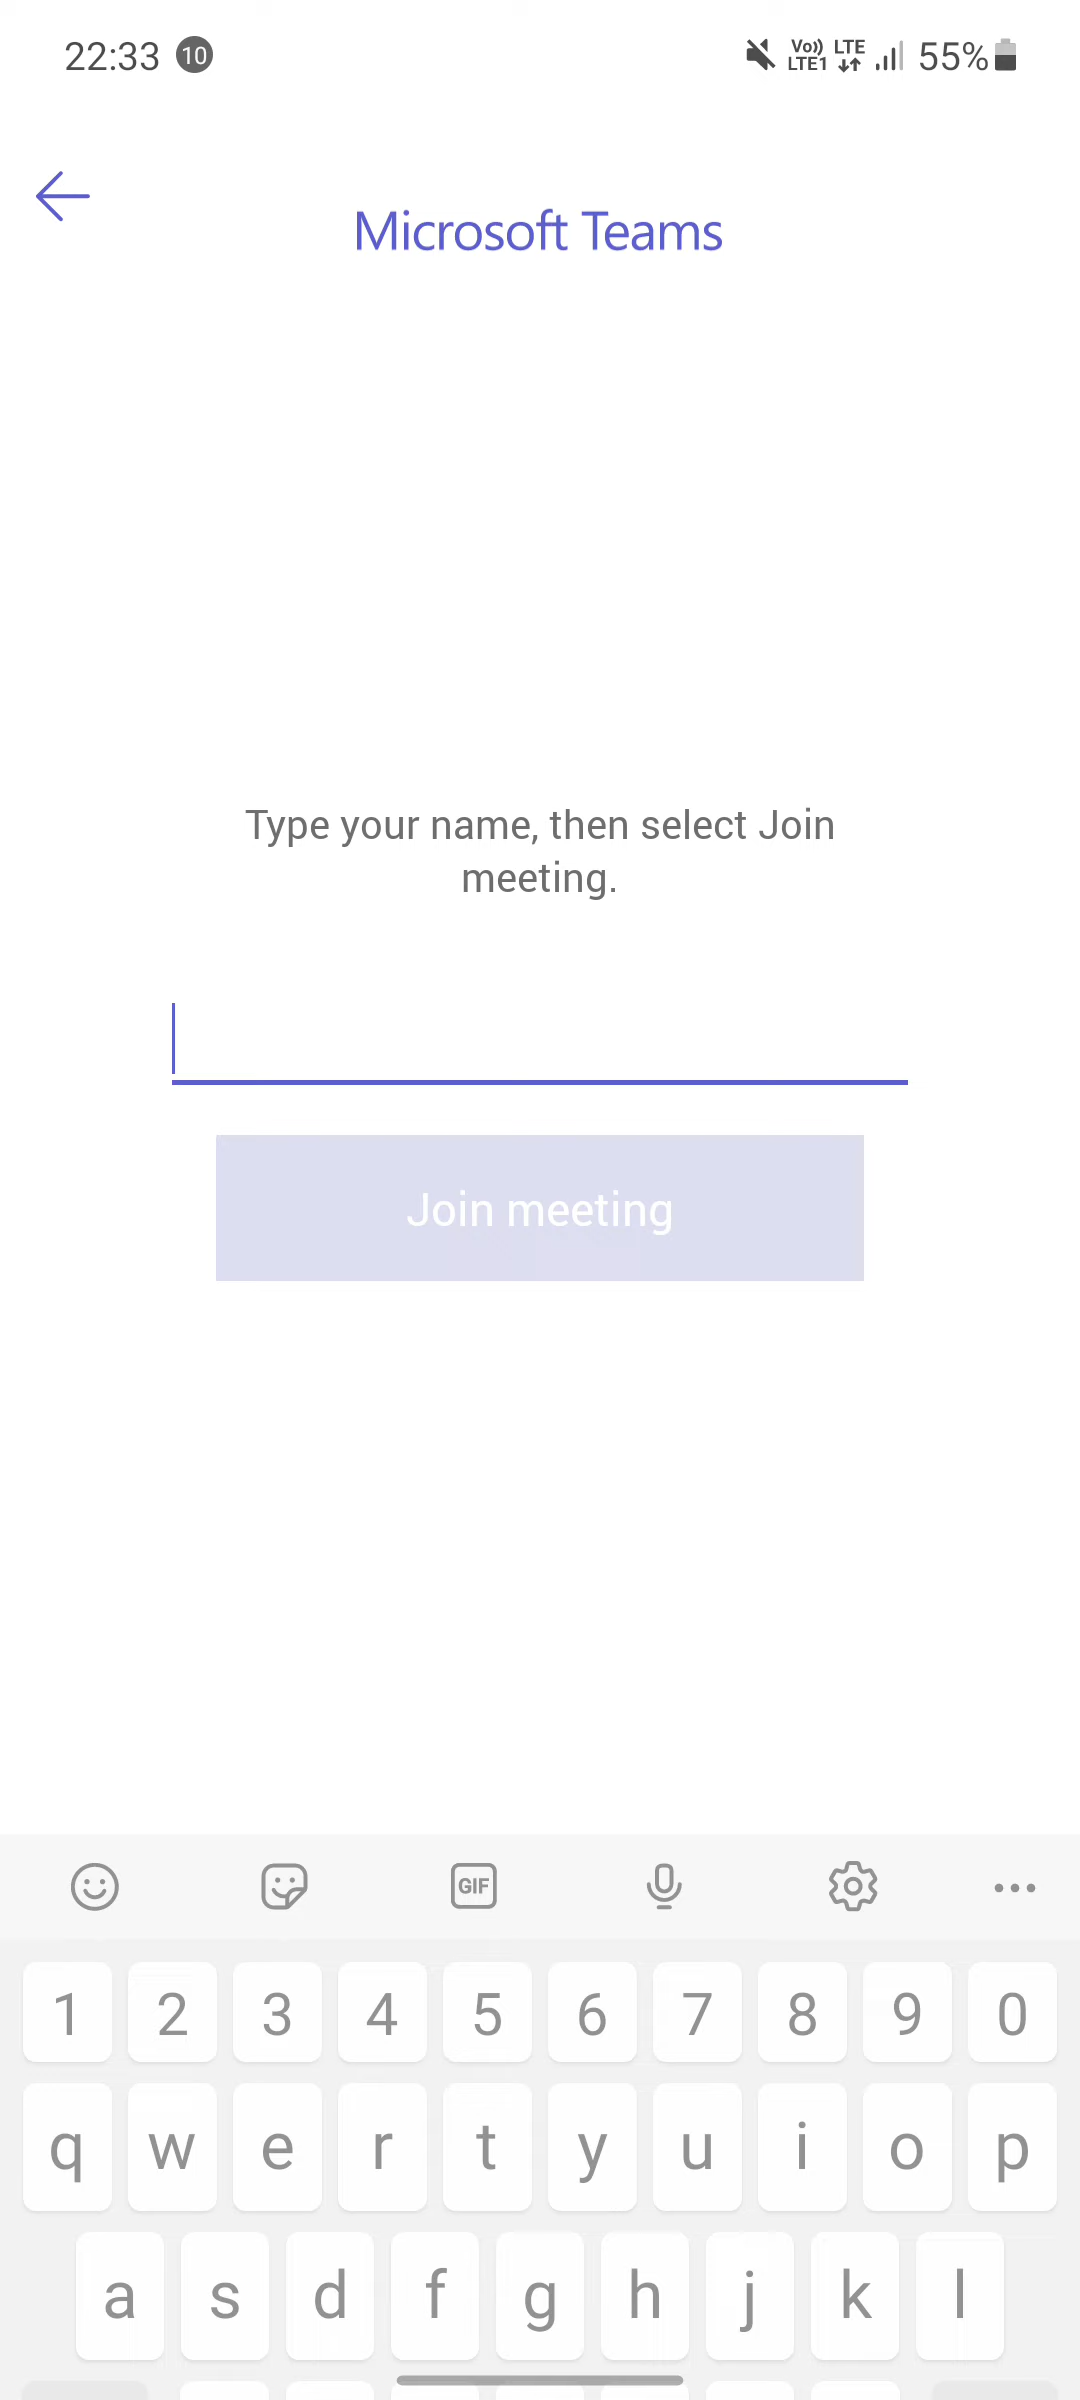 22:33 10 Vo)) LTE1 LTE 55%
Microsoft Teams
Type your name, then select Join
meeting.
Join meeting
GIF
1 2 3 4 5 6 7 8 9 0
q w e r t y u i o p
a s d f g h j k l